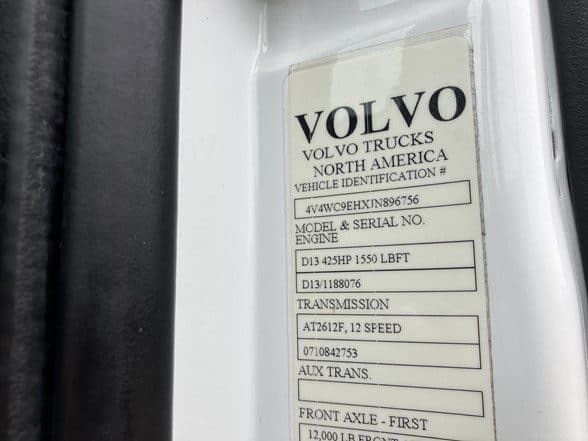 VOLVO
VOLVO TRUCKS
NORTH AMERICA
VEHICLE IDENTIFICATION #
4V4WC9EHXJN896756
MODEL & SERIAL NO.
ENGINE
D13 425HP 1550 LBFT
D13/1188076
TRANSMISSION
AT2612F, 12 SPEED
0710842753
AUX TRANS.
FRONT AXLE - FIRST
12,000 LB FRONT